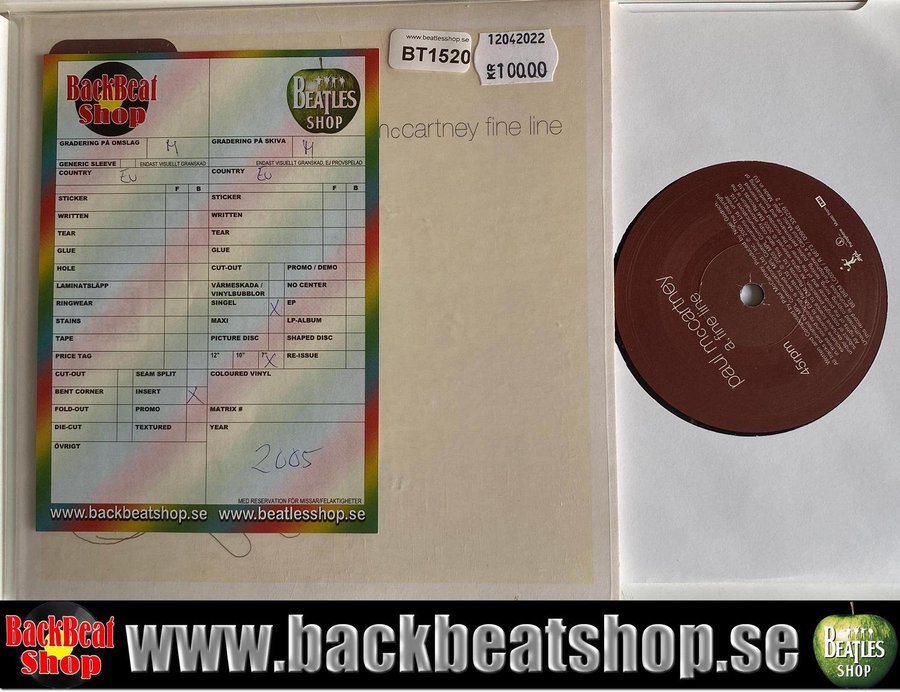 www.beatlesshop.se
BT1520
12042022
KR100.00
mccartney fine line
BackBeat
Shop
BEATLES
SHOP
GRADERING PÅ OMSLAG M
GRADERING PÅ SKIVA M
GENERIC SLEEVE ENDAST VISUELLT GRANSKAD
ENDAST VISUELLT GRANSKAD, EJ PROVSPELAD
COUNTRY EU
COUNTRY EU
F B
F B
STICKER
STICKER
WRITTEN
WRITTEN
TEAR
TEAR
GLUE
GLUE
HOLE
CUT-OUT PROMO / DEMO
LAMINATSLÄPP
VÄRMESKADA /
VINYLBUBBLOR
NO CENTER
RINGWEAR
SINGEL X EP
STAINS
MAXI LP-ALBUM
TAPE
PICTURE DISC SHAPED DISC
PRICE TAG
12" 10" 7" X RE-ISSUE
CUT-OUT SEAM SPLIT
COLOURED VINYL
BENT CORNER INSERT X
FOLD-OUT PROMO
MATRIX #
DIE-CUT TEXTURED
YEAR
ÖVRIGT
2005
MED RESERVATION FÖR MISSAR/FELAKTIGHETER
www.backbeatshop.se www.beatlesshop.se
paul mccartney
a. fine line
45rpm
BackBeat
Shop
www.backbeatshop.se
BEATLES
SHOP